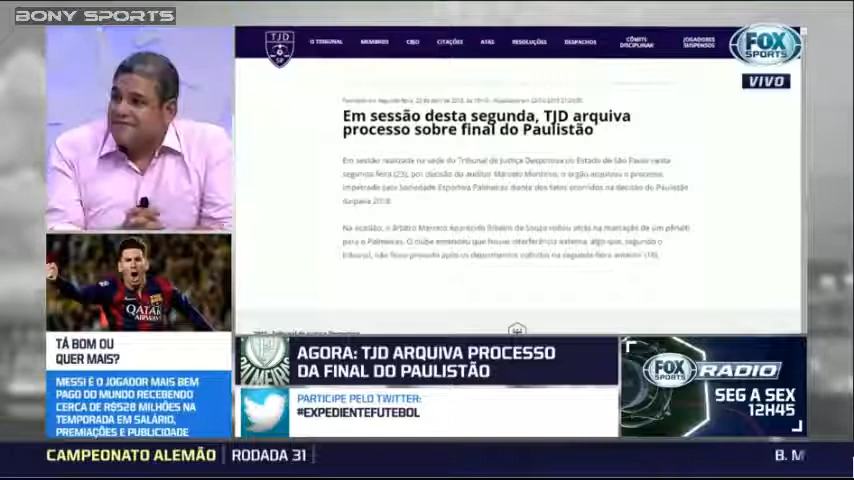 BONY SPORTS
TJD
SP
O TRIBUNAL MEMBROS CBJD CITAÇÕES ATAS RESOLUÇÕES DESPACHOS CÔMITE DISCIPLINAR JOGADORES SUSPENSOS
FOX
SPORTS
VIVO
Em sessão desta segunda, TJD arquiva
processo sobre final do Paulistão
Em sessão realizada na sede do Tribunal de Justiça Desportiva do Estado de São Paulo nesta
segunda-feira (23), por decisão do auditor Marcelo Monteiro, o órgão arquivou o processo
impetrado pela Sociedade Esportiva Palmeiras diante dos fatos ocorridos na decisão do Paulistão
Na ocasião, o árbitro Marcelo Aparecido Ribeiro de Souza voltou atrás na marcação de um pênalti
para o Palmeiras. O clube entendeu que houve interferência externa, algo que, segundo o
tribunal, não ficou provado após os depoimentos colhidos na segunda-feira anterior (16).
QATAR
AIRWAYS
TÁ BOM OU
QUER MAIS?
MESSI É O JOGADOR MAIS BEM
PAGO DO MUNDO RECEBENDO
CERCA DE R$528 MILHÕES NA
TEMPORADA EM SALÁRIO,
PREMIAÇÕES E PUBLICIDADE
AGORA: TJD ARQUIVA PROCESSO
DA FINAL DO PAULISTÃO
PARTICIPE PELO TWITTER:
#EXPEDIENTEFUTEBOL
FOX
SPORTS
RADIO
SEG A SEX
12H45
CAMPEONATO ALEMÃO RODADA 31
B. M